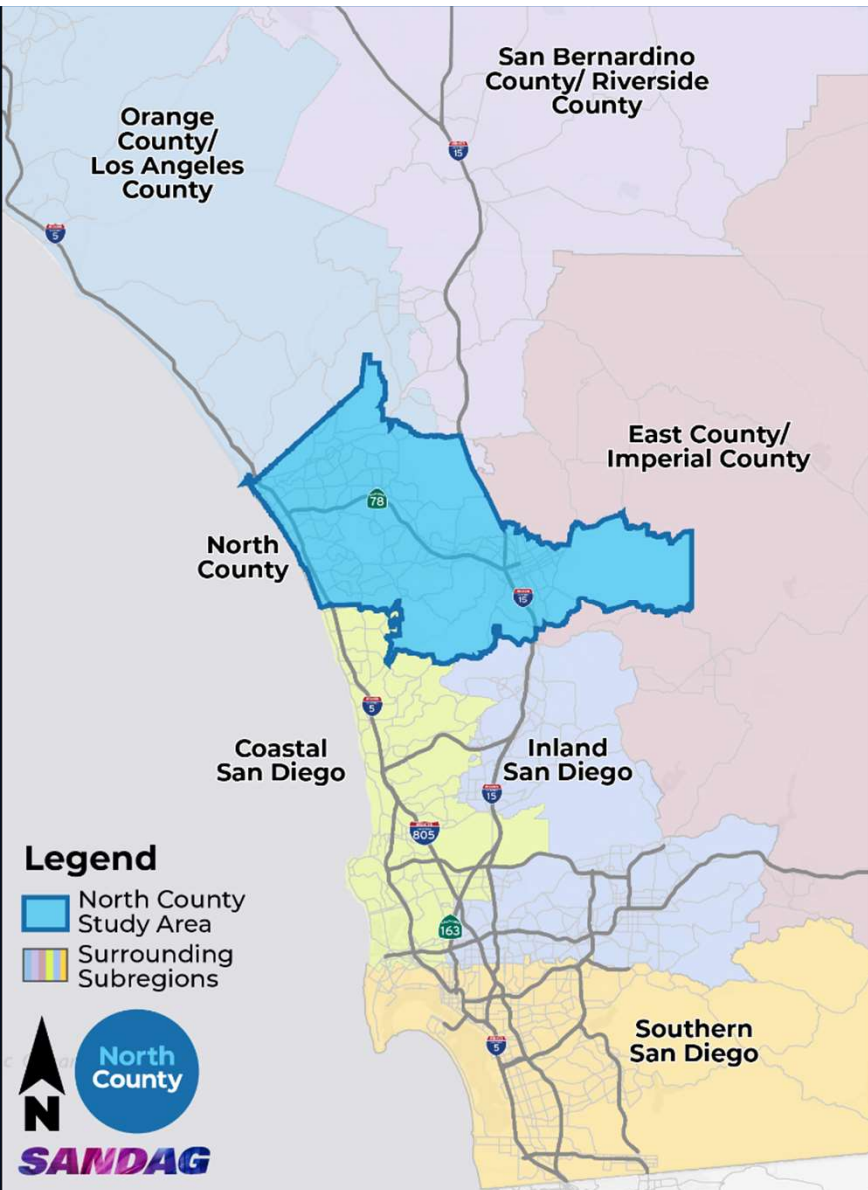 San Bernardino
County/ Riverside
County
Orange
County/
Los Angeles
County
15
5
East County/
Imperial County
78
North
County
15
5
Coastal
San Diego
Inland
San Diego
15
805
Legend
North County
Study Area
163
Surrounding
Subregions
Southern
San Diego
5
North
County
N
SANDAG